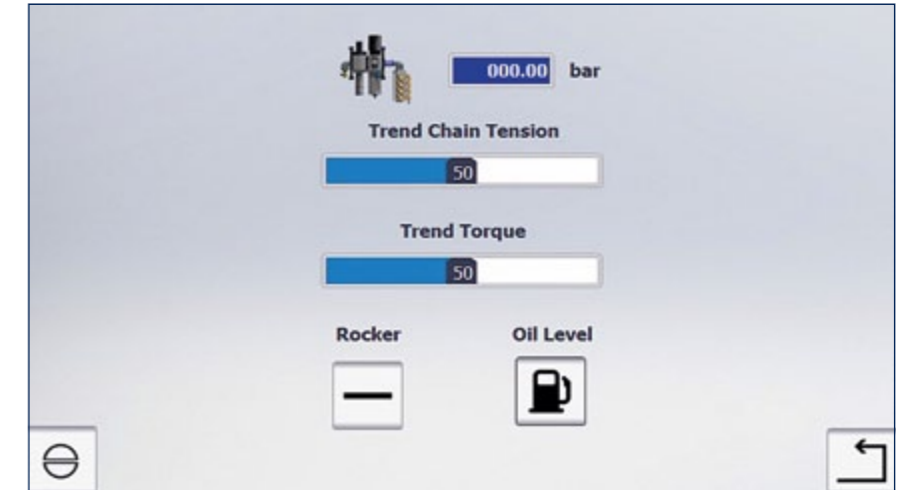 000.00 bar
Trend Chain Tension
50
Trend Torque
50
Rocker Oil Level